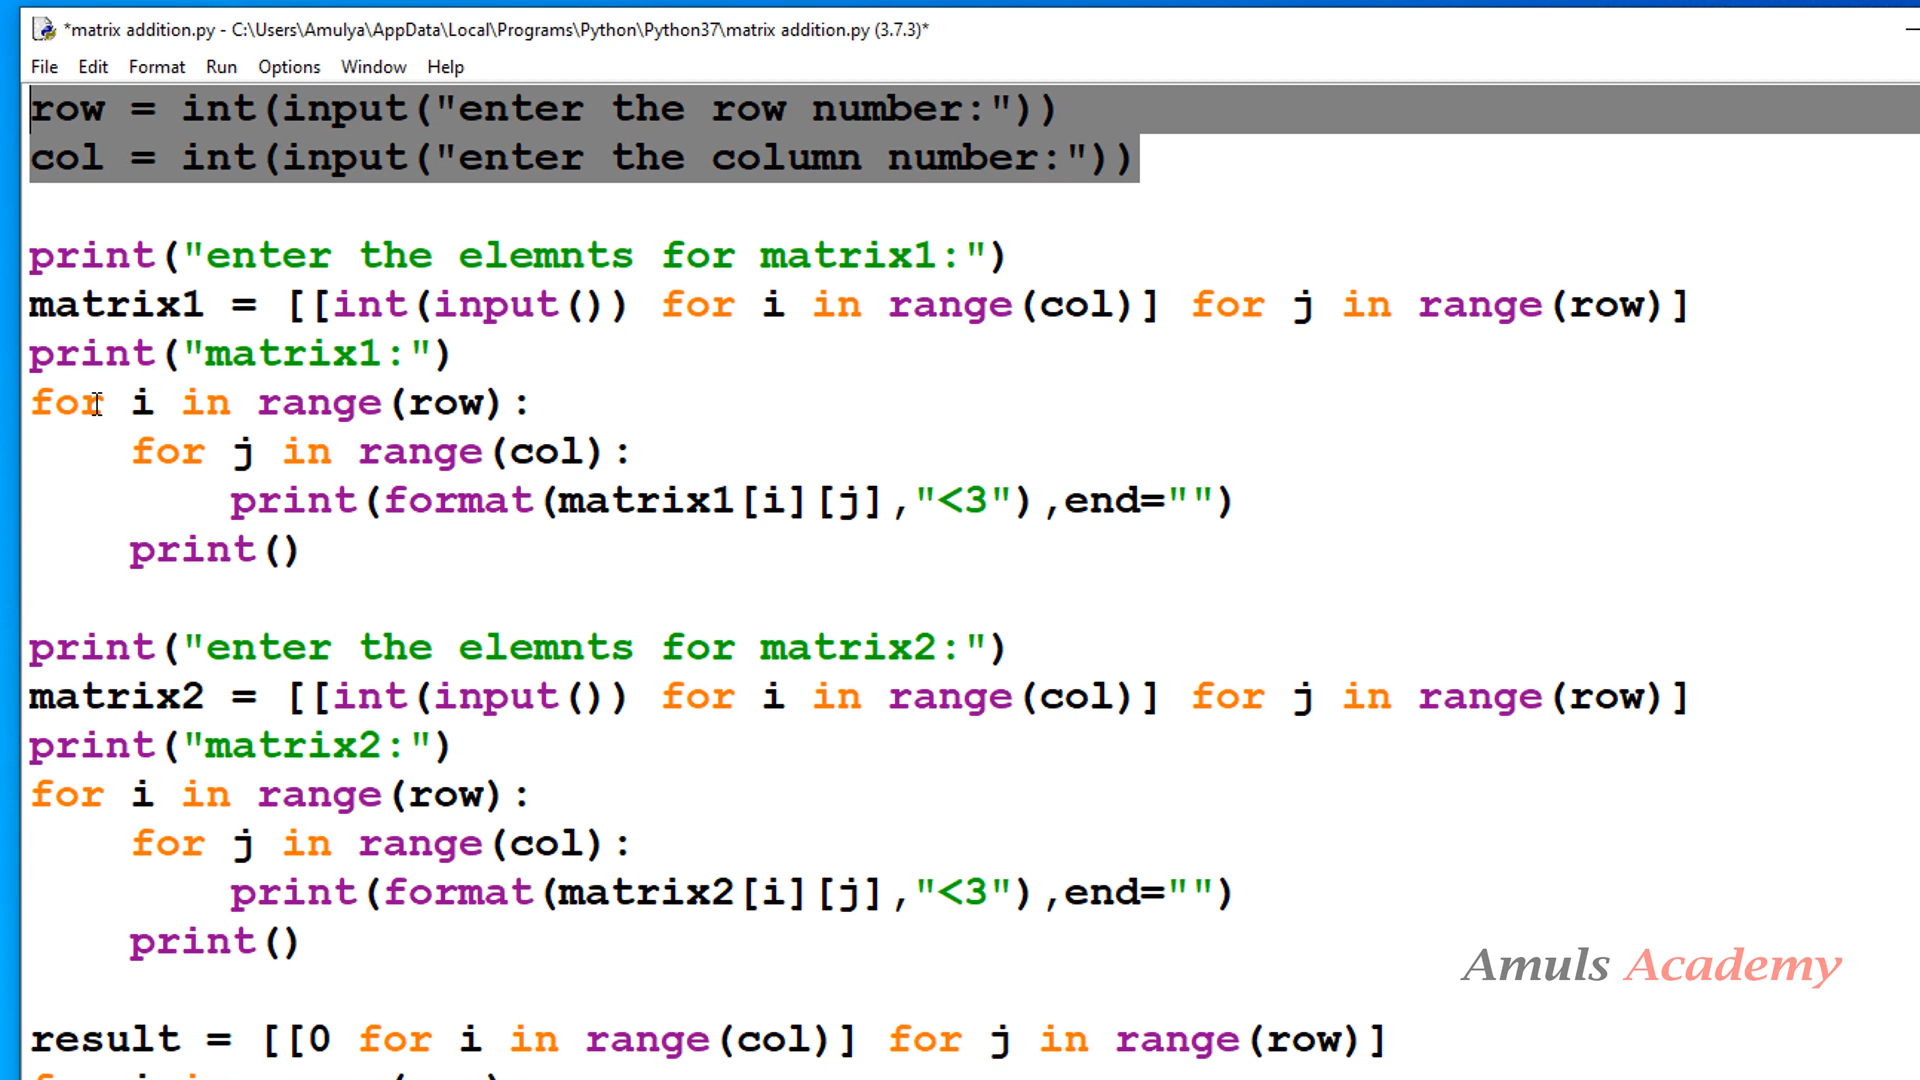 *matrix addition.py - C:\Users\Amulya\AppData\Local\Programs\Python\Python37\matrix addition.py (3.7.3)*
File Edit Format Run Options Window Help
row = int(input("enter the row number:"))
col = int(input("enter the column number:"))
print("enter the elemnts for matrix1:")
matrix1 = [[int(input()) for i in range(col)] for j in range(row)]
print("matrix1:")
for i in range(row):
    for j in range(col):
        print(format(matrix1[i][j],"<3"),end="")
    print()
print("enter the elemnts for matrix2:")
matrix2 = [[int(input()) for i in range(col)] for j in range(row)]
print("matrix2:")
for i in range(row):
    for j in range(col):
        print(format(matrix2[i][j],"<3"),end="")
    print()
Amuls Academy
result = [[0 for i in range(col)] for j in range(row)]